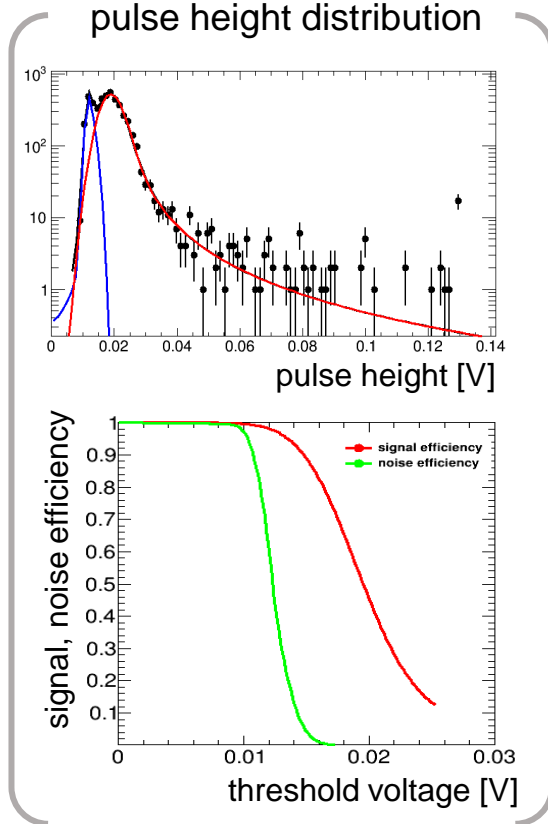 pulse height distribution
10³
10²
10
1
0 0.02 0.04 0.06 0.08 0.1 0.12 0.14
pulse height [V]
signal, noise efficiency
1
0.9
0.8
0.7
0.6
0.5
0.4
0.3
0.2
0.1
signal efficiency
noise efficiency
0 0.01 0.02 0.03
threshold voltage [V]